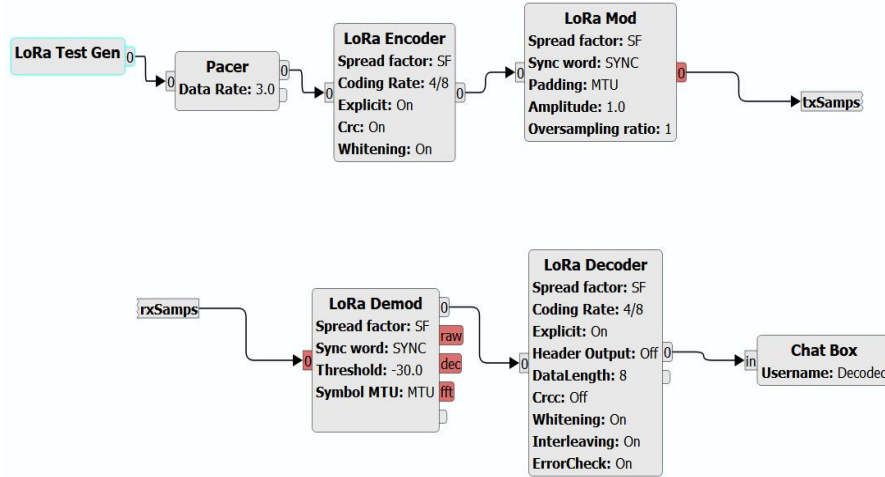 LoRa Test Gen
0
0
Pacer
Data Rate: 3.0
0
0
LoRa Encoder
Spread factor: SF
Coding Rate: 4/8
Explicit: On
Crc: On
Whitening: On
0
0
LoRa Mod
Spread factor: SF
Sync word: SYNC
Padding: MTU
Amplitude: 1.0
Oversampling ratio: 1
0
txSamps
rxSamps
0
LoRa Demod
Spread factor: SF
Sync word: SYNC
Threshold: -30.0
Symbol MTU: MTU
0
raw
dec
fft
0
LoRa Decoder
Spread factor: SF
Coding Rate: 4/8
Explicit: On
Header Output: Off
DataLength: 8
Crcc: Off
Whitening: On
Interleaving: On
ErrorCheck: On
0
in
Chat Box
Username: Decoded